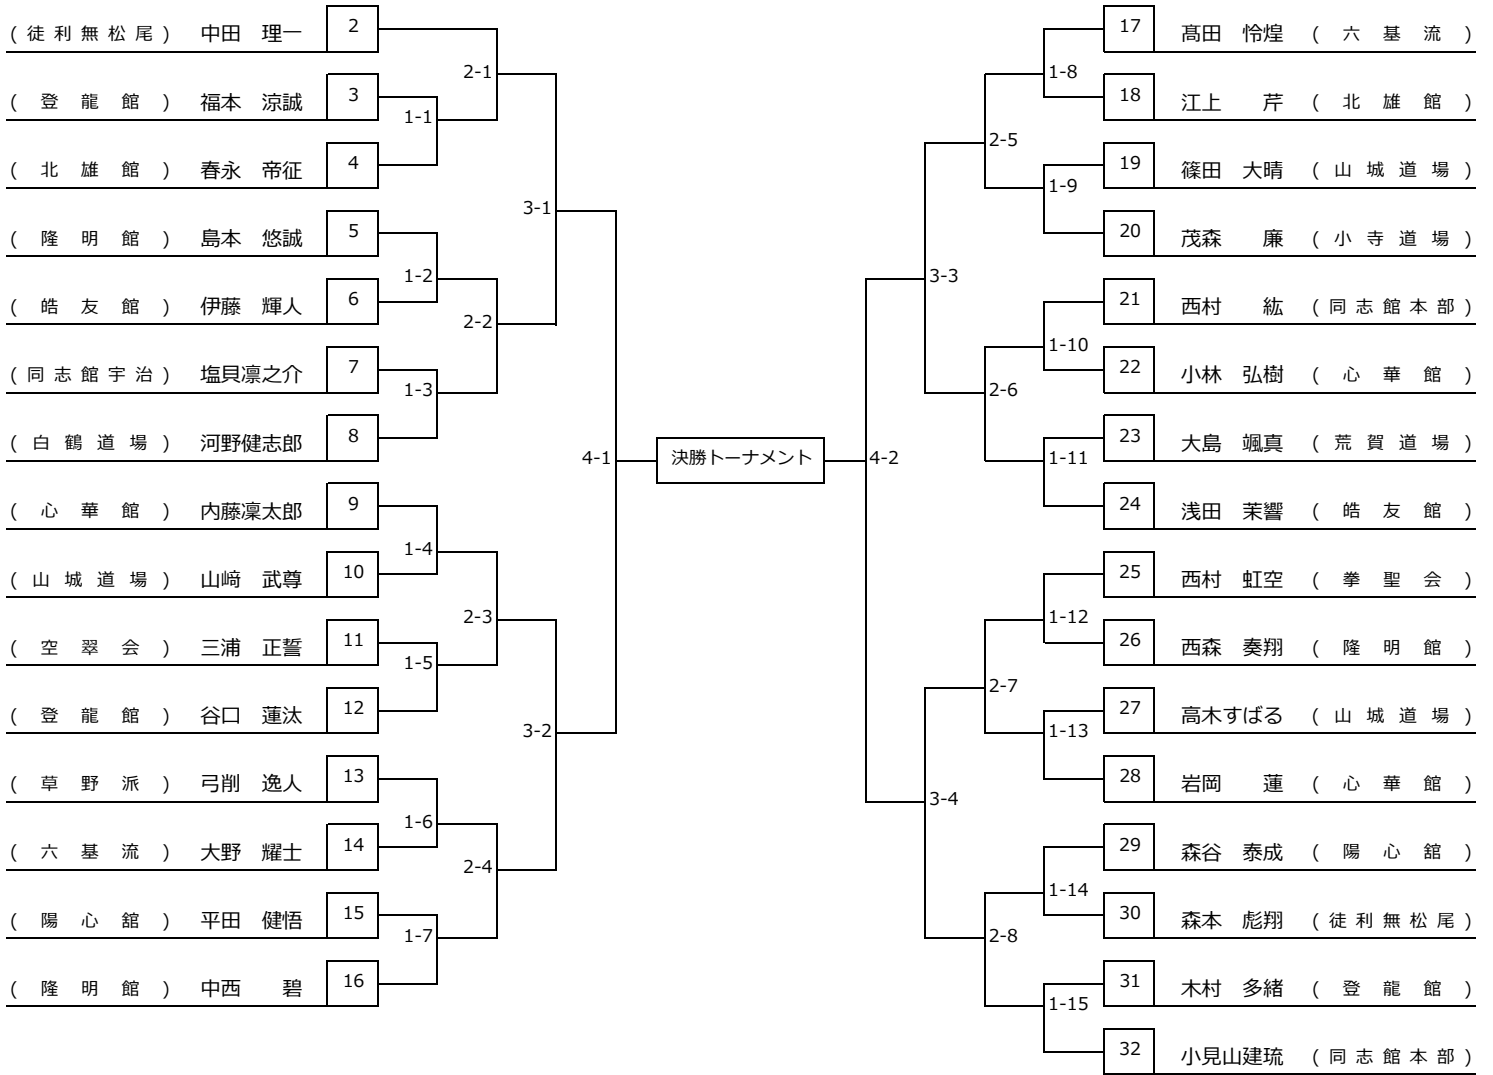 (徒利無松尾) 中田 理一 2
2-1
(登龍館) 福本 涼誠 3
1-1
(北雄館) 春永 帝征 4
3-1
(隆明館) 島本 悠誠 5
1-2
(皓友館) 伊藤 輝人 6
2-2
(同志館宇治) 塩貝凛之介 7
1-3
(白鶴道場) 河野健志郎 8
4-1
(心華館) 内藤凜太郎 9
1-4
(山城道場) 山﨑 武尊 10
2-3
(空翠会) 三浦 正誓 11
1-5
(登龍館) 谷口 蓮汰 12
3-2
(草野派) 弓削 逸人 13
1-6
(六基流) 大野 耀士 14
2-4
(陽心舘) 平田 健悟 15
1-7
(隆明館) 中西 碧 16
決勝トーナメント
17 髙田 怜煌 (六基流)
1-8
18 江上 芹 (北雄館)
2-5
19 篠田 大晴 (山城道場)
1-9
20 茂森 廉 (小寺道場)
3-3
21 西村 紘 (同志館本部)
1-10
22 小林 弘樹 (心華館)
2-6
23 大島 颯真 (荒賀道場)
1-11
24 浅田 茉響 (皓友館)
4-2
25 西村 虹空 (拳聖会)
1-12
26 西森 奏翔 (隆明館)
2-7
27 高木すばる (山城道場)
1-13
28 岩岡 蓮 (心華館)
3-4
29 森谷 泰成 (陽心舘)
1-14
30 森本 彪翔 (徒利無松尾)
2-8
31 木村 多緒 (登龍館)
1-15
32 小見山建琉 (同志館本部)